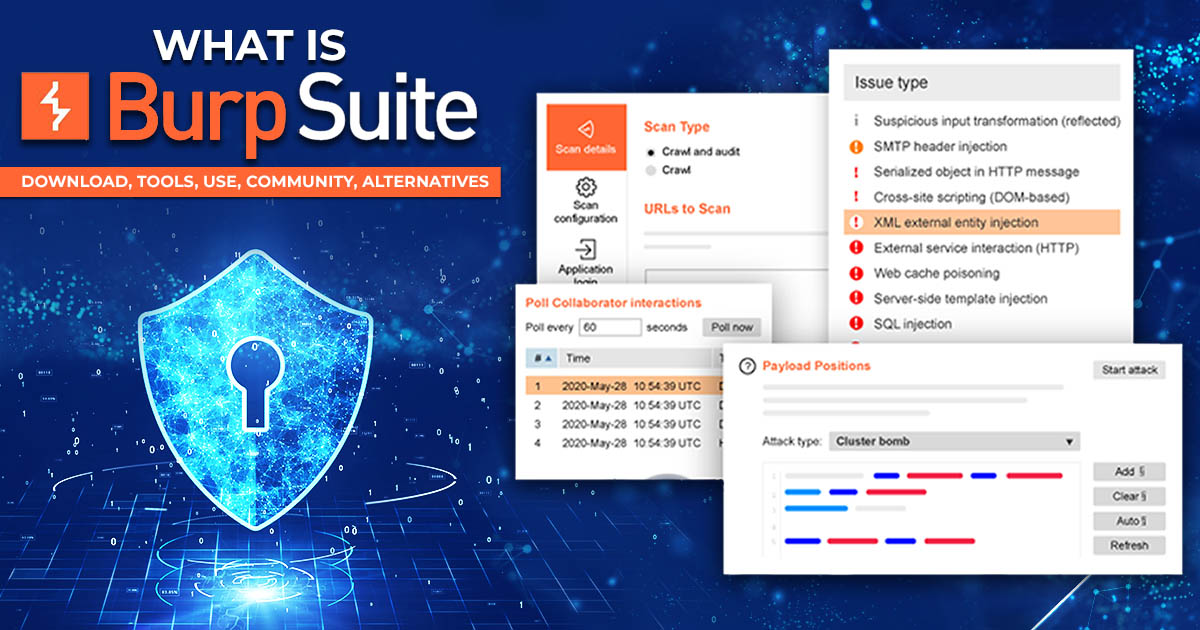 WHAT IS
Burp Suite
DOWNLOAD, TOOLS, USE, COMMUNITY, ALTERNATIVES
Scan details
Scan
configuration
Application
login
Scan Type
Crawl and audit
Crawl
URLs to Scan
Issue type
Suspicious input transformation (reflected)
SMTP header injection
Serialized object in HTTP message
Cross-site scripting (DOM-based)
XML external entity injection
External service interaction (HTTP)
Web cache poisoning
Server-side template injection
SQL injection
Poll Collaborator interactions
Poll every 60 seconds Poll now
# Time
1 2020-May-28 10:54:39 UTC
2 2020-May-28 10:54:39 UTC
3 2020-May-28 10:54:39 UTC
4 2020-May-28 10:54:39 UTC
Payload Positions
Start attack
Attack type: Cluster bomb
Add §
Clear §
Auto §
Refresh